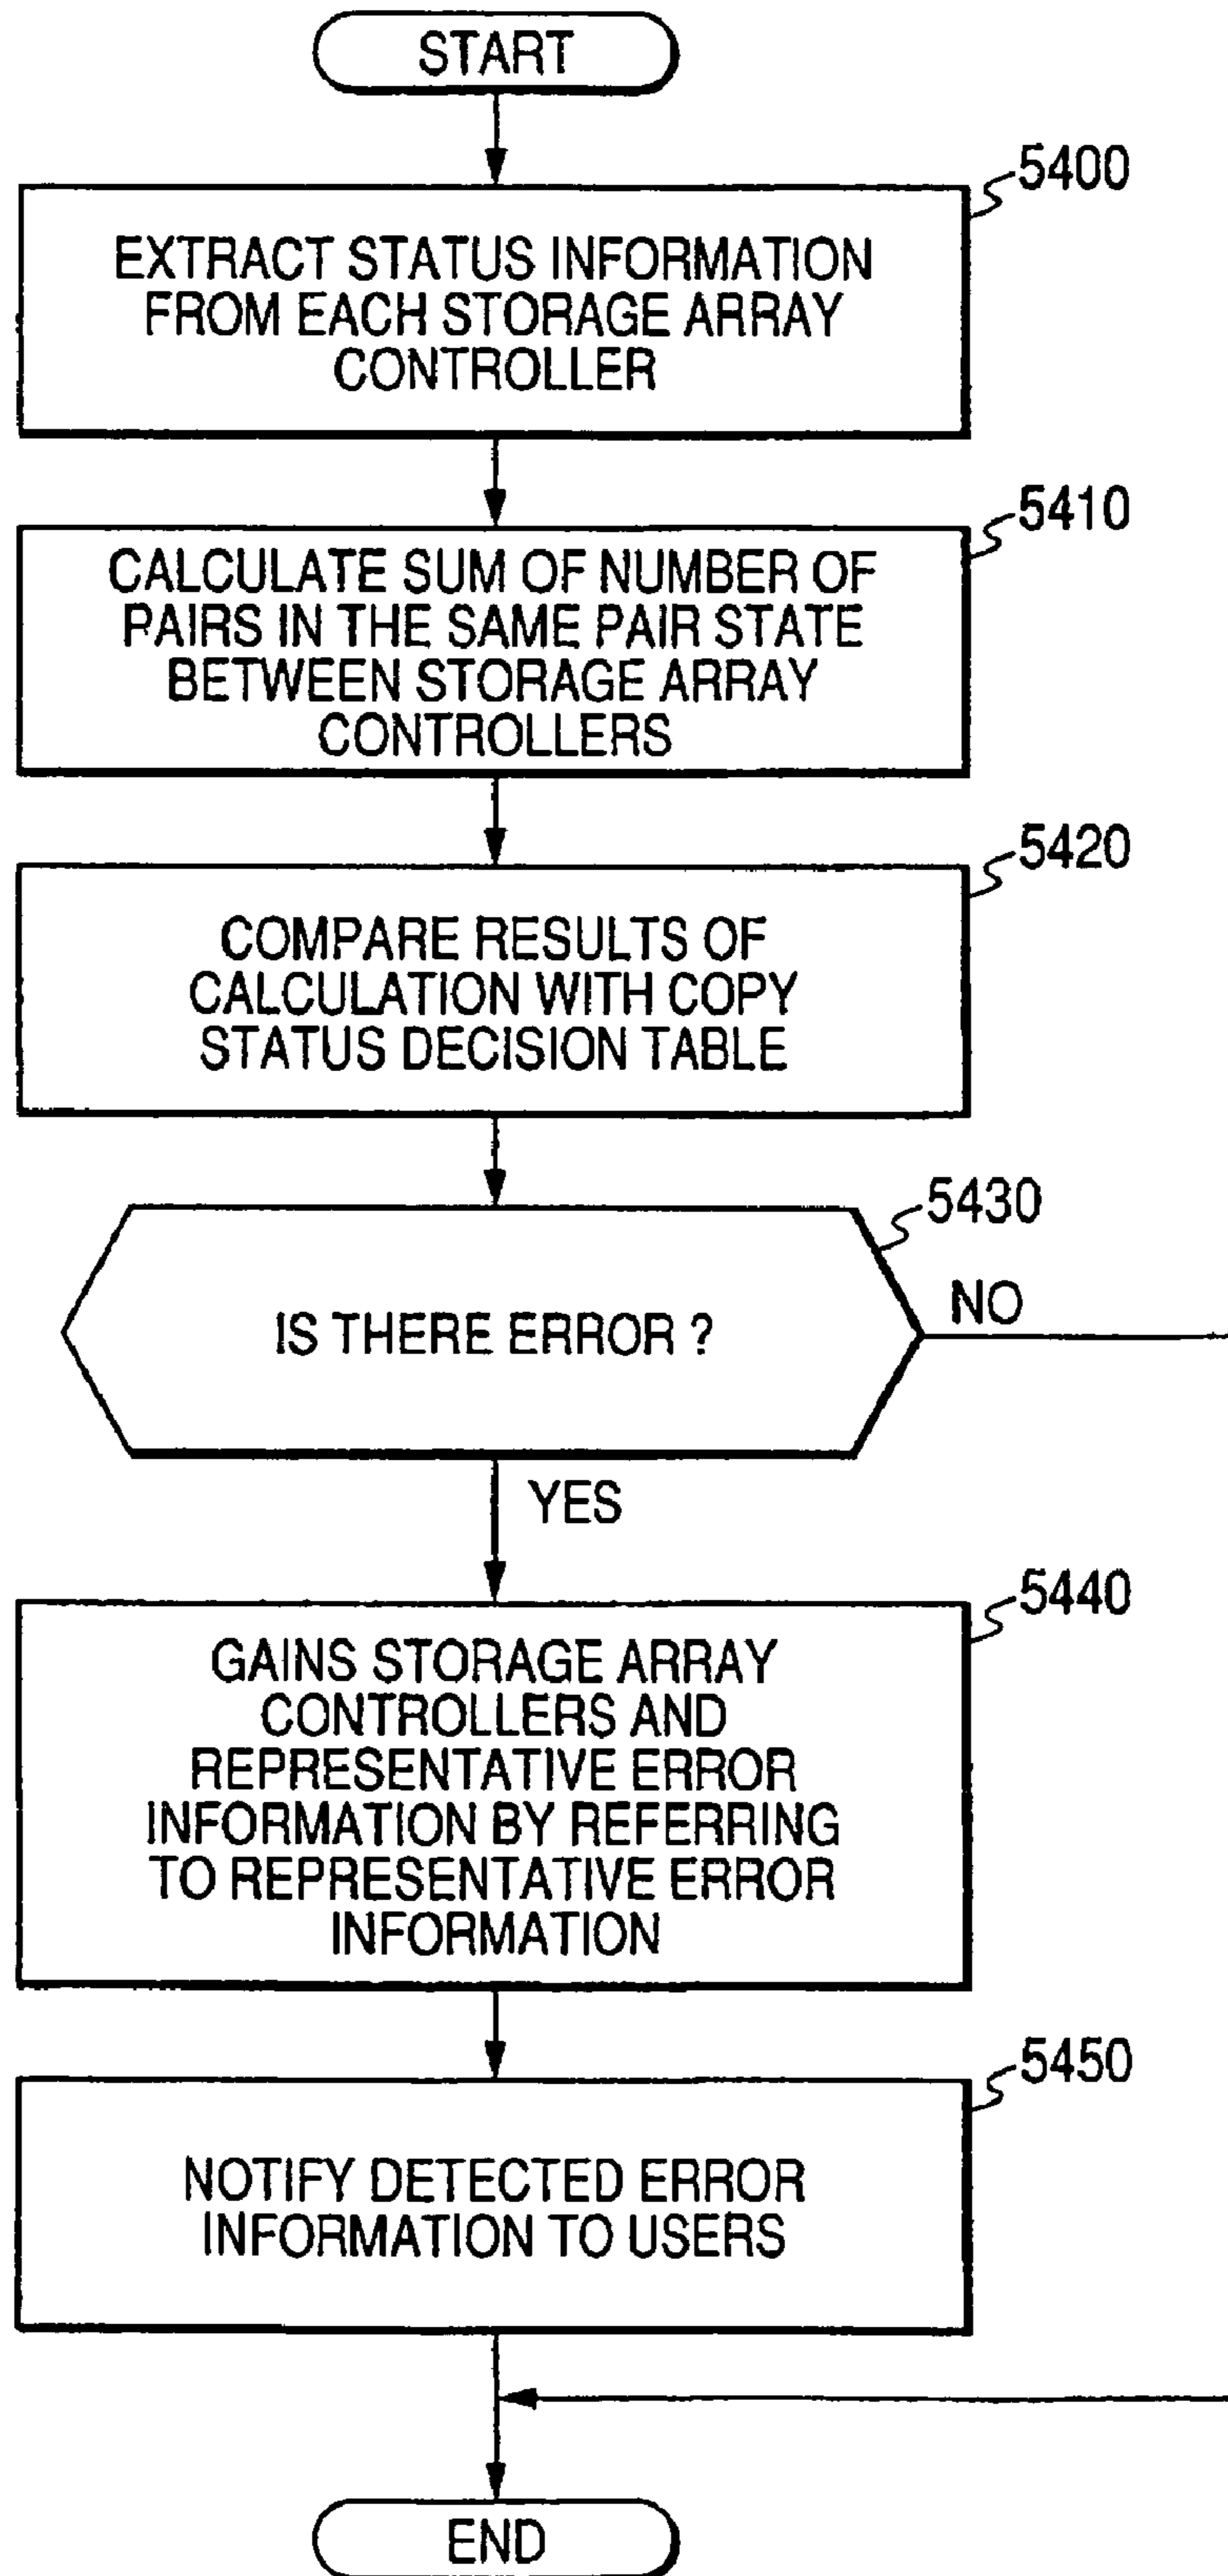 START
5400
EXTRACT STATUS INFORMATION
FROM EACH STORAGE ARRAY
CONTROLLER
5410
CALCULATE SUM OF NUMBER OF
PAIRS IN THE SAME PAIR STATE
BETWEEN STORAGE ARRAY
CONTROLLERS
5420
COMPARE RESULTS OF
CALCULATION WITH COPY
STATUS DECISION TABLE
5430
IS THERE ERROR ?
NO
YES
5440
GAINS STORAGE ARRAY
CONTROLLERS AND
REPRESENTATIVE ERROR
INFORMATION BY REFERRING
TO REPRESENTATIVE ERROR
INFORMATION
5450
NOTIFY DETECTED ERROR
INFORMATION TO USERS
END